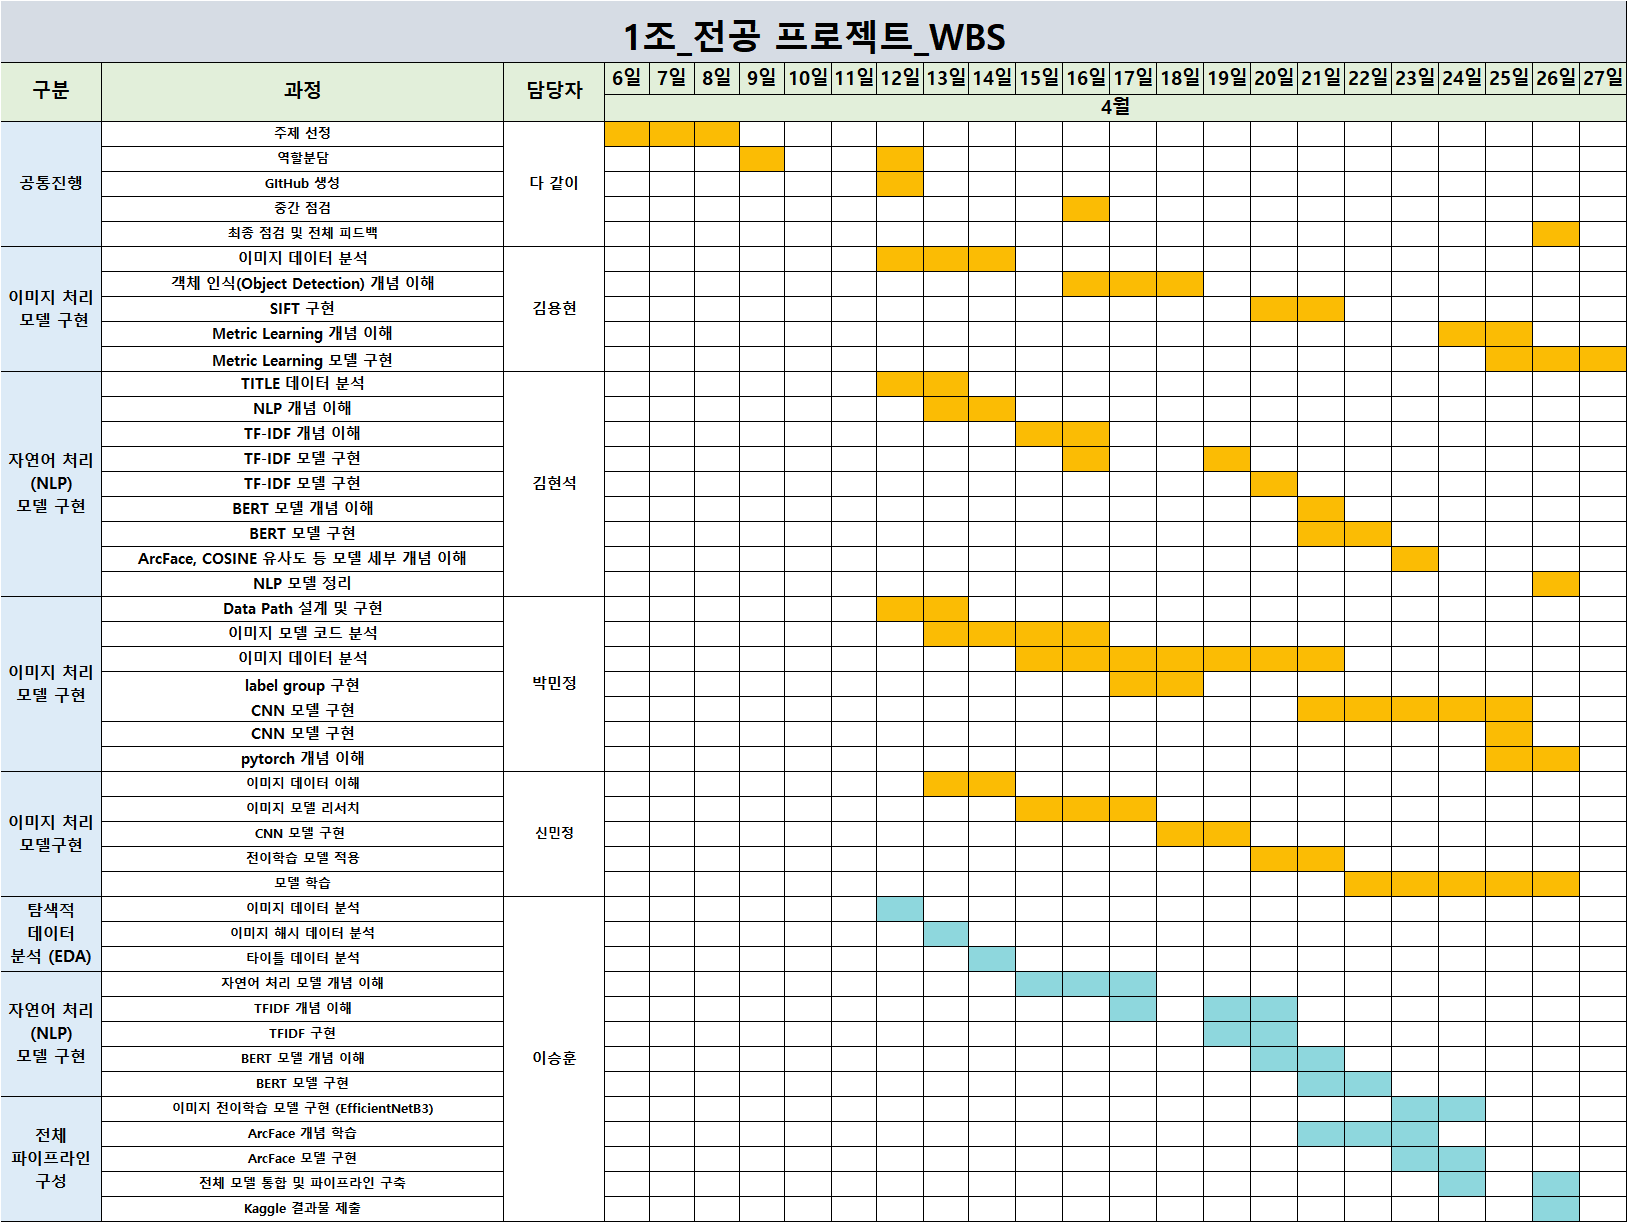 1조_전공 프로젝트_WBS
구분 과정 담당자 6일 7일 8일 9일 10일 11일 12일 13일 14일 15일 16일 17일 18일 19일 20일 21일 22일 23일 24일 25일 26일 27일
4월
공통진행
주제 선정
역할분담
GItHub 생성
중간 점검
최종 점검 및 전체 피드백
다 같이
이미지 처리
모델 구현
이미지 데이터 분석
객체 인식(Object Detection) 개념 이해
SIFT 구현
Metric Learning 개념 이해
Metric Learning 모델 구현
김용현
자연어 처리
(NLP)
모델 구현
TITLE 데이터 분석
NLP 개념 이해
TF-IDF 개념 이해
TF-IDF 모델 구현
TF-IDF 모델 구현
BERT 모델 개념 이해
BERT 모델 구현
ArcFace, COSINE 유사도 등 모델 세부 개념 이해
NLP 모델 정리
김현석
이미지 처리
모델 구현
Data Path 설계 및 구현
이미지 모델 코드 분석
이미지 데이터 분석
label group 구현
CNN 모델 구현
CNN 모델 구현
pytorch 개념 이해
박민정
이미지 처리
모델구현
이미지 데이터 이해
이미지 모델 리서치
CNN 모델 구현
전이학습 모델 적용
모델 학습
신민정
탐색적
데이터
분석 (EDA)
이미지 데이터 분석
이미지 해시 데이터 분석
타이틀 데이터 분석
자연어 처리
(NLP)
모델 구현
자연어 처리 모델 개념 이해
TFIDF 개념 이해
TFIDF 구현
BERT 모델 개념 이해
BERT 모델 구현
이승훈
전체
파이프라인
구성
이미지 전이학습 모델 구현 (EfficientNetB3)
ArcFace 개념 학습
ArcFace 모델 구현
전체 모델 통합 및 파이프라인 구축
Kaggle 결과물 제출